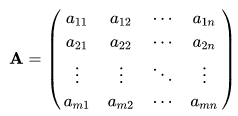 a₁₁ a₁₂ ⋯ a₁ₙ
a₂₁ a₂₂ ⋯ a₂ₙ
A =
⋮ ⋮ ⋱ ⋮
aₘ₁ aₘ₂ ⋯ aₘₙ